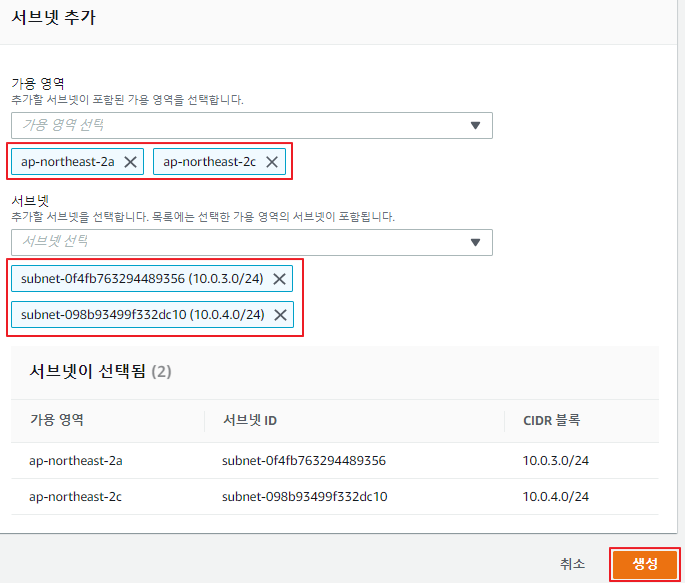 서브넷 추가
가용 영역
추가할 서브넷이 포함된 가용 영역을 선택합니다.
가용 영역 선택
ap-northeast-2a ap-northeast-2c
서브넷
추가할 서브넷을 선택합니다. 목록에는 선택한 가용 영역의 서브넷이 포함됩니다.
서브넷 선택
subnet-0f4fb763294489356 (10.0.3.0/24)
subnet-098b93499f332dc10 (10.0.4.0/24)
서브넷이 선택됨 (2)
가용 영역 서브넷 ID CIDR 블록
ap-northeast-2a subnet-0f4fb763294489356 10.0.3.0/24
ap-northeast-2c subnet-098b93499f332dc10 10.0.4.0/24
취소 생성